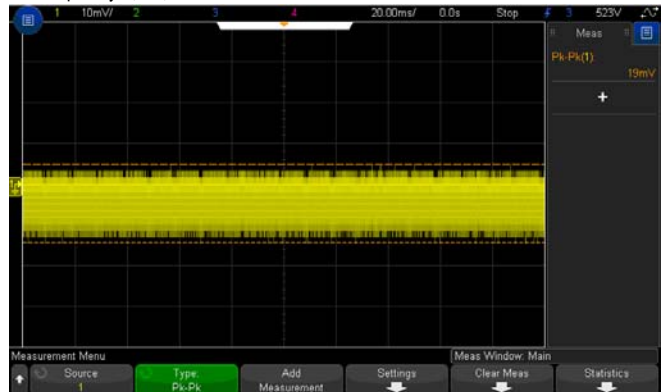 1 10mV/ 2 3 4 20.00ms/ 0.0s Stop 3 523V
Meas
Pk-Pk(1):
19mV
+
Measurement Menu
Meas Window: Main
Source
1
Type:
Pk-Pk
Add
Measurement
Settings
Clear Meas
Statistics